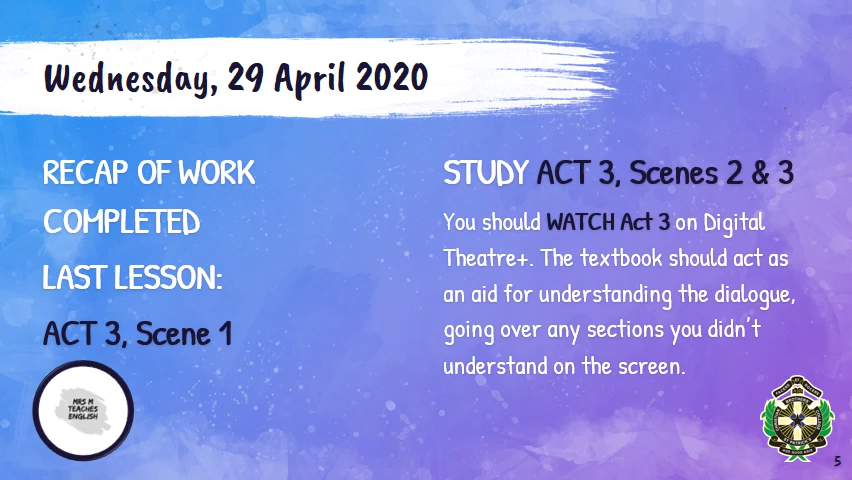 Wednesday, 29 April 2020
RECAP OF WORK
COMPLETED
LAST LESSON:
ACT 3, Scene 1
MRS M
TEACHES
ENGLISH
STUDY ACT 3, Scenes 2 & 3
You should WATCH Act 3 on Digital
Theatre+. The textbook should act as
an aid for understanding the dialogue,
going over any sections you didn't
understand on the screen.
5